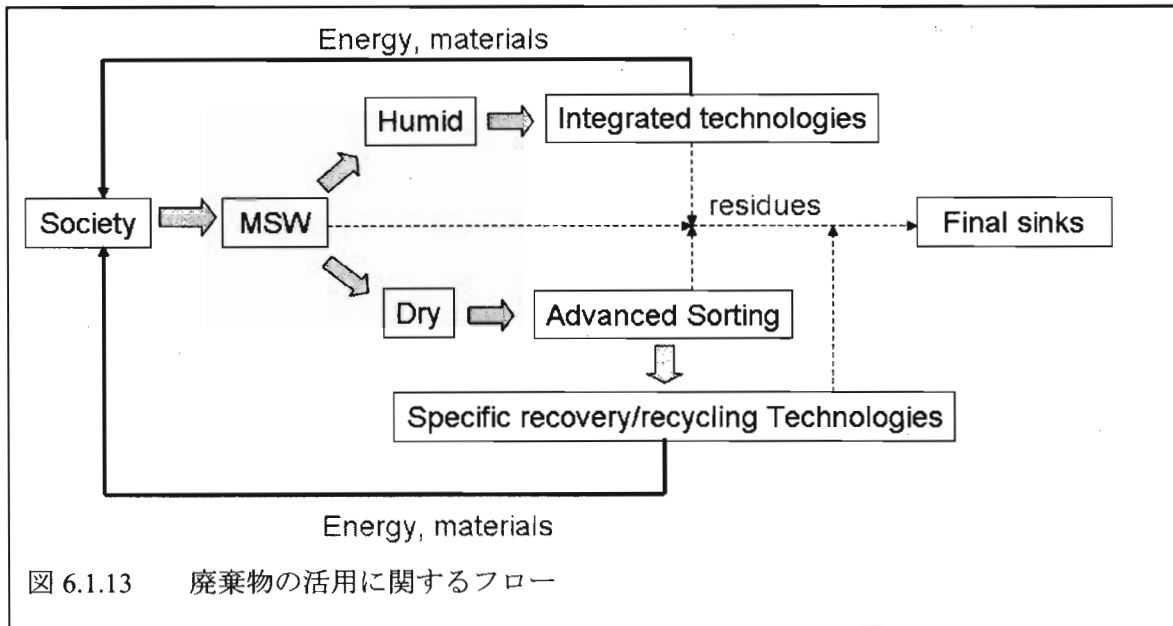 Energy, materials
Humid
Integrated technologies
Society
MSW
residues
Final sinks
Dry
Advanced Sorting
Specific recovery/recycling Technologies
Energy, materials
図 6.1.13 廃棄物の活用に関するフロー